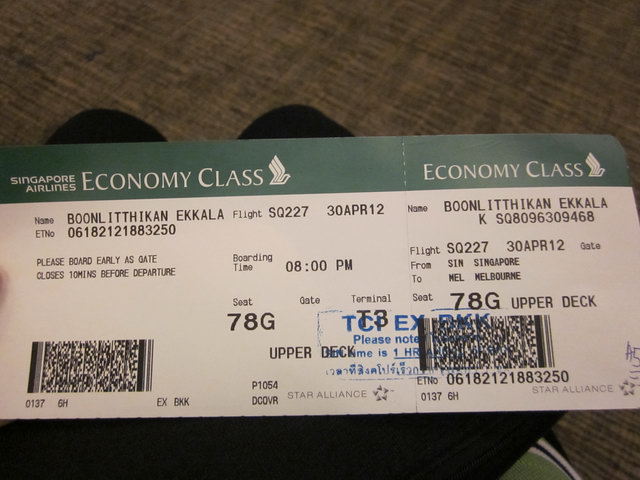 SINGAPORE AIRLINES ECONOMY CLASS
Name BOONLITTHIKAN EKKALA Flight SQ227 30APR12
ETNo 06182121883250
PLEASE BOARD EARLY AS GATE
CLOSES 10MINS BEFORE DEPARTURE
Boarding Time 08:00 PM
Seat Gate Terminal
78G T3
UPPER DECK
P1054
DCOVR
STAR ALLIANCE
0137 6H EX BKK
TCI EX BKK
Please note
time is 1 HR
ECONOMY CLASS
Name BOONLITTHIKAN EKKALA
K SQ8096309468
Flight SQ227 30APR12 Gate
From SIN SINGAPORE
To MEL MELBOURNE
Seat 78G UPPER DECK
ETNo 06182121883250
STAR ALLIANCE
0137 6H